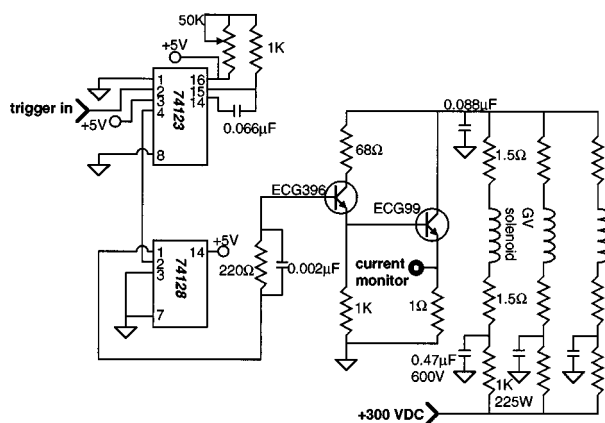 50K
1K
+5V
1 16
2 15
3 14
4
8
74123
trigger in
+5V
0.066µF
0.088µF
68Ω
1.5Ω
ECG396
ECG99
GV
solenoid
1 14
2
3
7
74128
+5V
220Ω
0.002µF
current
monitor
1K
1Ω
1.5Ω
0.47µF
600V
1K
225W
+300 VDC